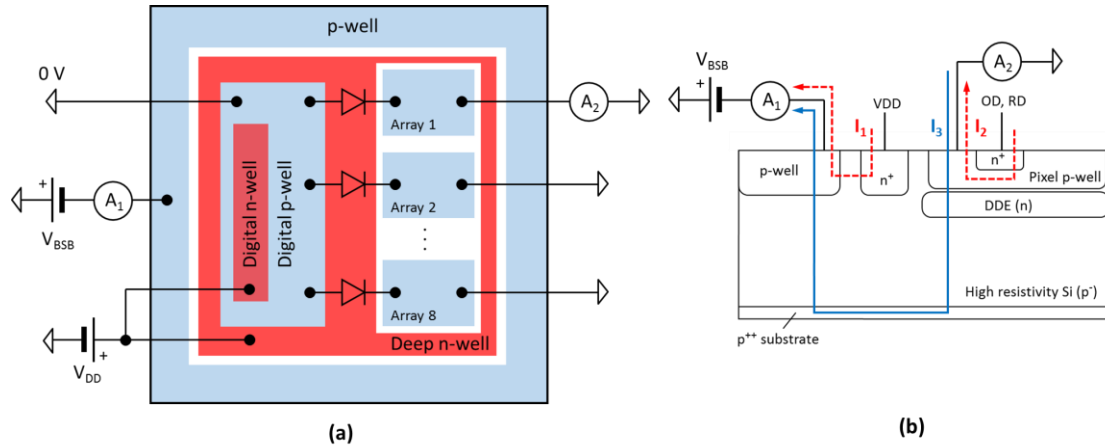 p-well
0 V
A1
VBSB
+
VDD
+
Digital n-well
Digital p-well
Array 1
Array 2
⋮
Array 8
Deep n-well
A2
(a)
VBSB
+
A1
A2
VDD
OD, RD
I1
I3
I2
p-well
n+
n+
Pixel p-well
DDE (n)
High resistivity Si (p-)
p++ substrate
(b)